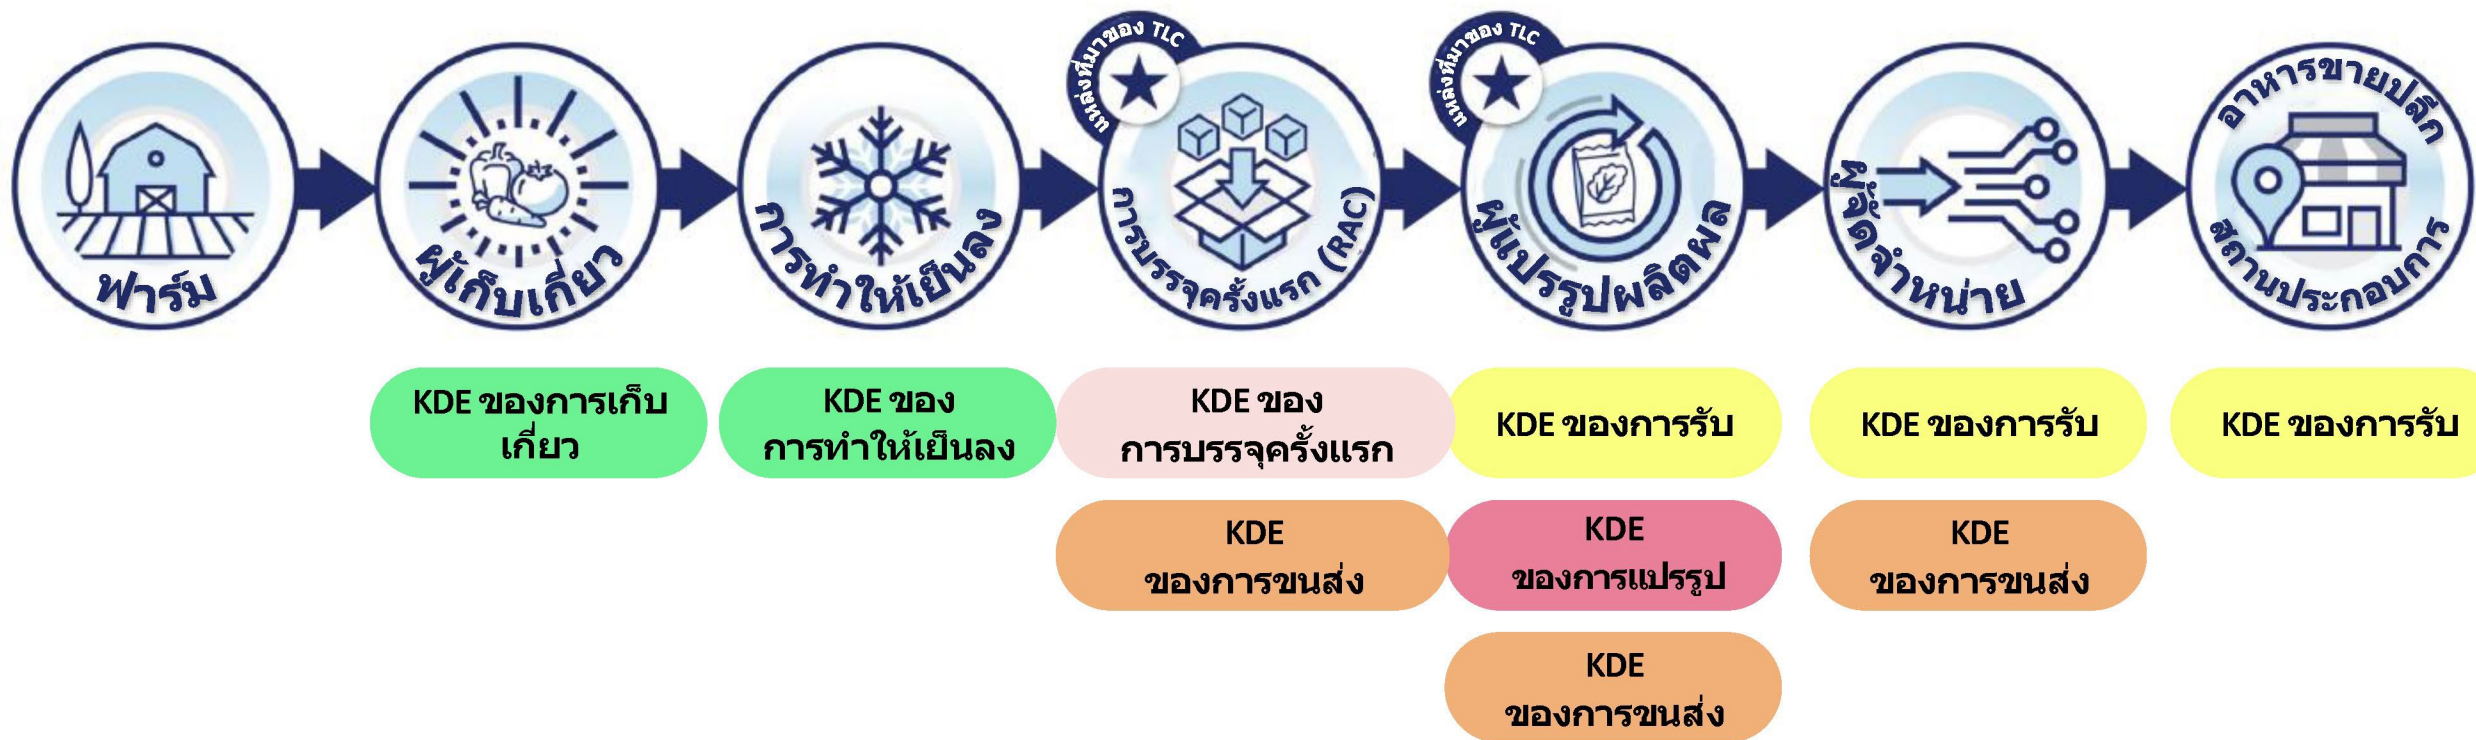 ฟาร์ม
ผู้เก็บเกี่ยว
การทำให้เย็นลง
แหล่งที่มาของ TLC
การบรรจุครั้งแรก (RAC)
แหล่งที่มาของ TLC
ผู้แปรรูปผลิตผล
ผู้จัดจำหน่าย
อาหารขายปลีก
สถานประกอบการ
KDE ของการเก็บ
เกี่ยว
KDE ของ
การทำให้เย็นลง
KDE ของ
การบรรจุครั้งแรก
KDE ของการรับ
KDE ของการรับ
KDE ของการรับ
KDE
ของการขนส่ง
KDE
ของการแปรรูป
KDE
ของการขนส่ง
KDE
ของการขนส่ง